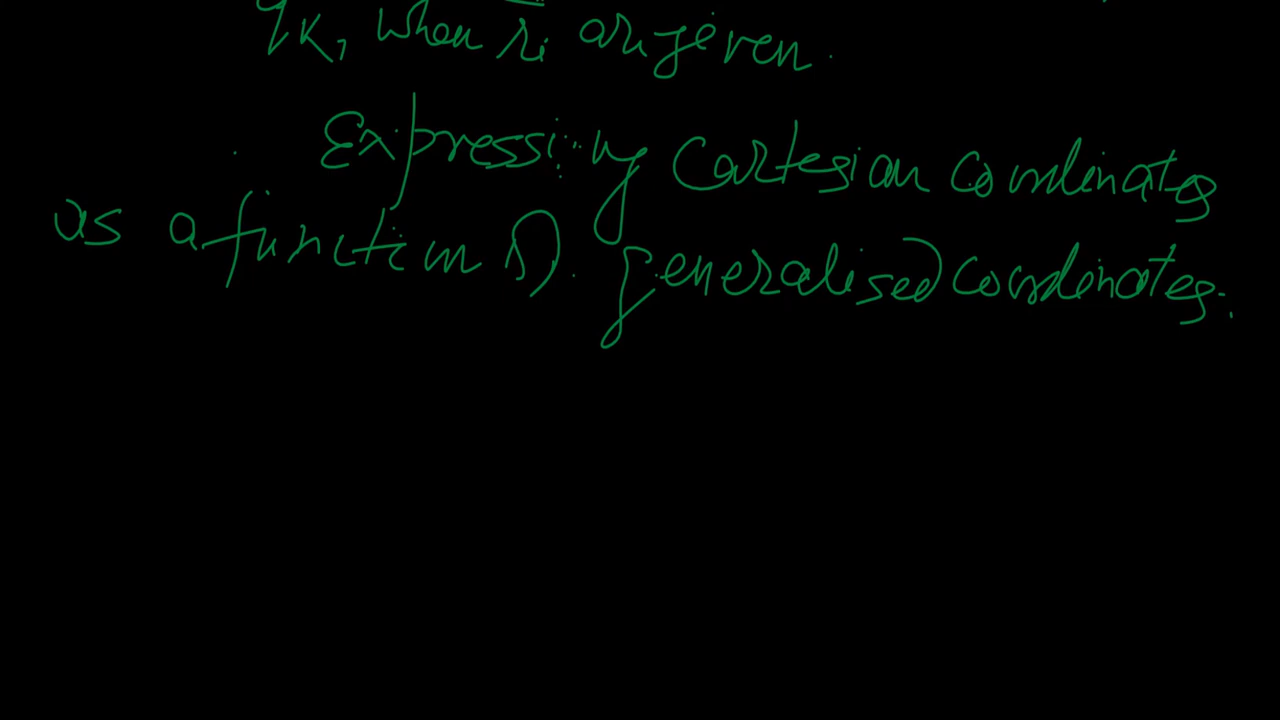 qk, when ri are given.
Expressing Cartesian Coordinates
as a function of generalised coordinates.